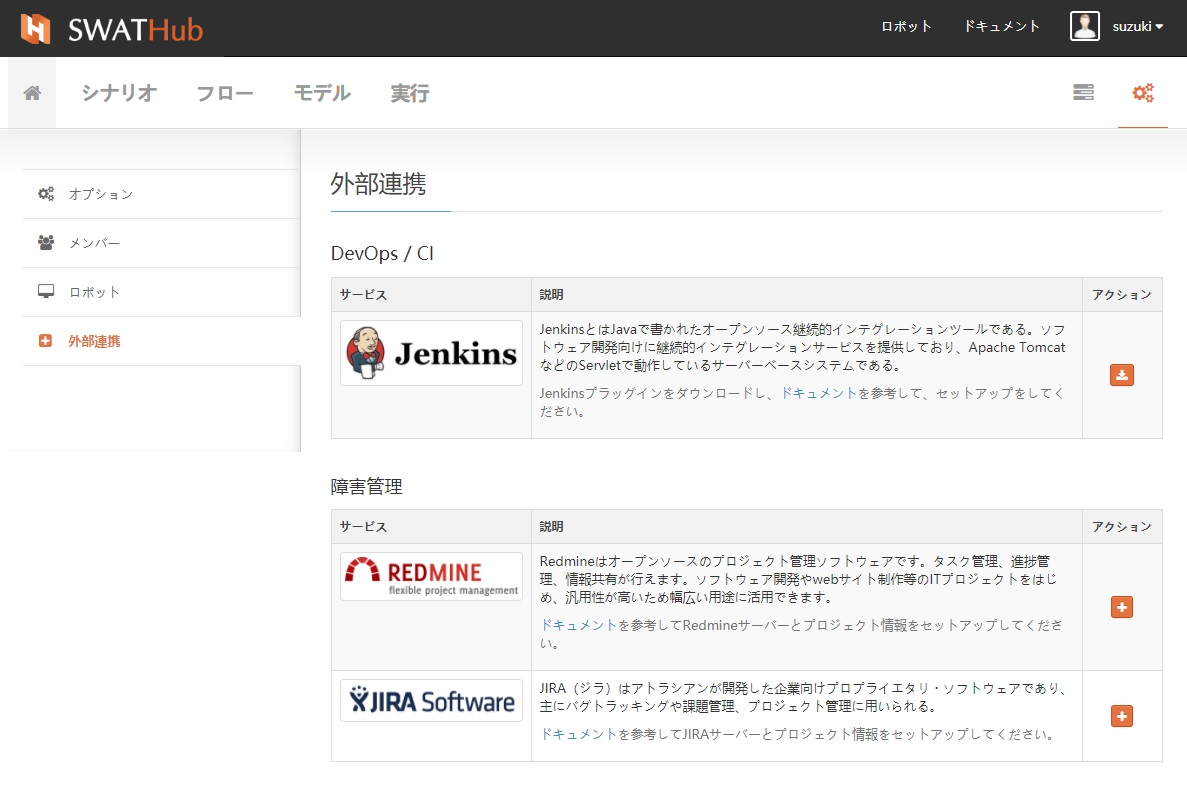 SWATHub
ロボット
ドキュメント
suzuki
シナリオ
フロー
モデル
実行
オプション
メンバー
ロボット
外部連携
外部連携
DevOps / CI
サービス
説明
アクション
Jenkins
JenkinsとはJavaで書かれたオープンソース継続的インテグレーションツールである。ソフ
トウェア開発向けに継続的インテグレーションサービスを提供しており、Apache Tomcat
などのServletで動作しているサーバーベースシステムである。
Jenkinsプラッグインをダウンロードし、ドキュメントを参考して、セットアップをしてく
ださい。
障害管理
サービス
説明
アクション
REDMINE
flexible project management
Redmineはオープンソースのプロジェクト管理ソフトウェアです。タスク管理、進捗管
理、情報共有が行えます。ソフトウェア開発やwebサイト制作等のITプロジェクトをはじ
め、汎用性が高いため幅広い用途に活用できます。
ドキュメントを参考してRedmineサーバーとプロジェクト情報をセットアップしてくださ
い。
JIRA Software
JIRA（ジラ）はアトラシアンが開発した企業向けプロプライエタリ・ソフトウェアであり、
主にバグトラッキングや課題管理、プロジェクト管理に用いられる。
ドキュメントを参考してJIRAサーバーとプロジェクト情報をセットアップしてください。